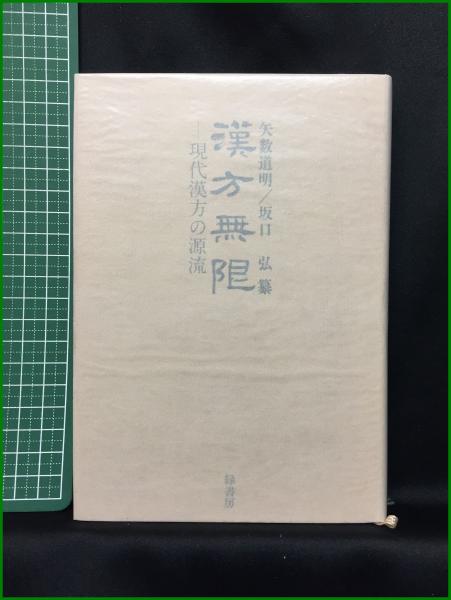 矢数道明／坂口 弘 纂
漢方無限
―現代漢方の源流
緑書房